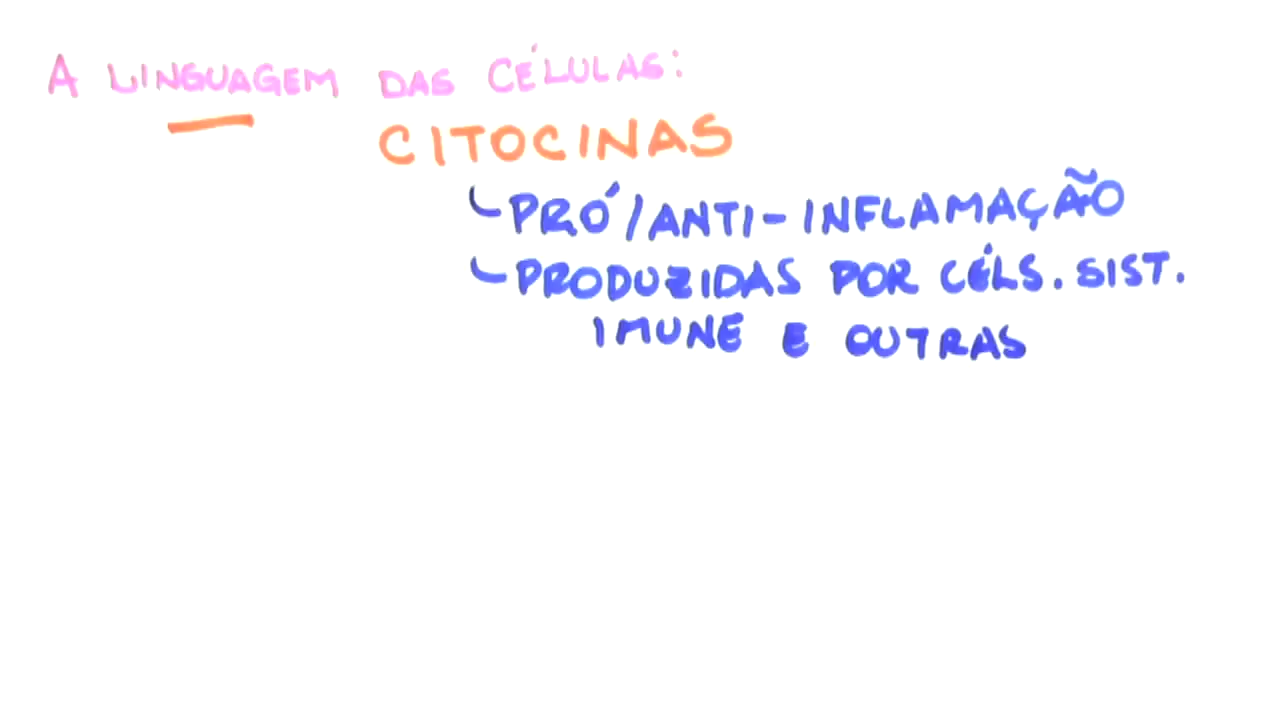 A LINGUAGEM DAS CÉLULAS:
CITOCINAS
PRÓ/ANTI-INFLAMAÇÃO
PRODUZIDAS POR CÉLS. SIST.
IMUNE E OUTRAS